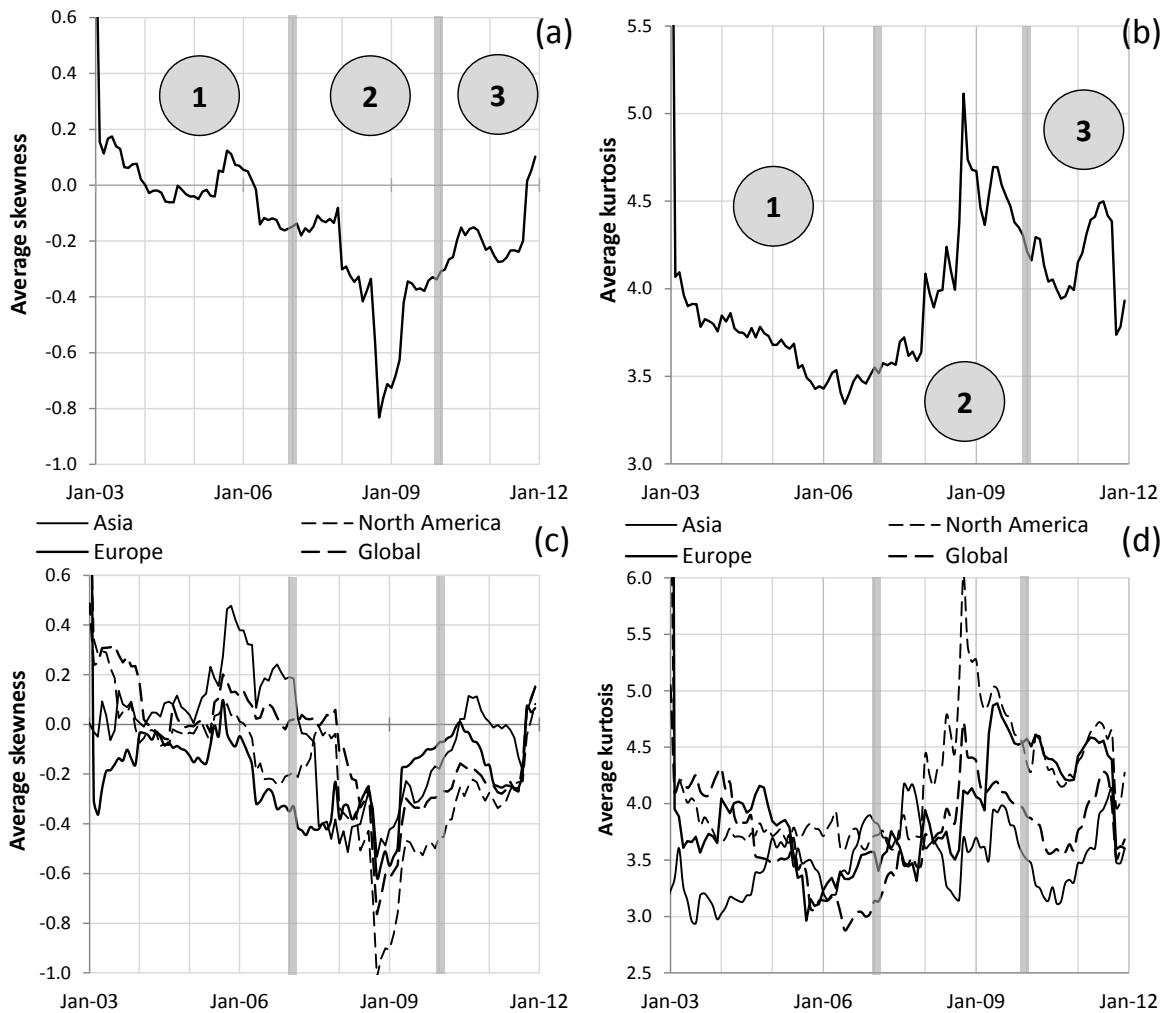 (a)
Average skewness
0.6
0.4
0.2
0.0
-0.2
-0.4
-0.6
-0.8
-1.0
1
2
3
Jan-03 Jan-06 Jan-09 Jan-12
(b)
Average kurtosis
5.5
5.0
4.5
4.0
3.5
3.0
1
2
3
Jan-03 Jan-06 Jan-09 Jan-12
Asia North America
Europe Global
(c)
Average skewness
0.6
0.4
0.2
0.0
-0.2
-0.4
-0.6
-0.8
-1.0
Jan-03 Jan-06 Jan-09 Jan-12
Asia North America
Europe Global
(d)
Average kurtosis
6.0
5.5
5.0
4.5
4.0
3.5
3.0
2.5
Jan-03 Jan-06 Jan-09 Jan-12